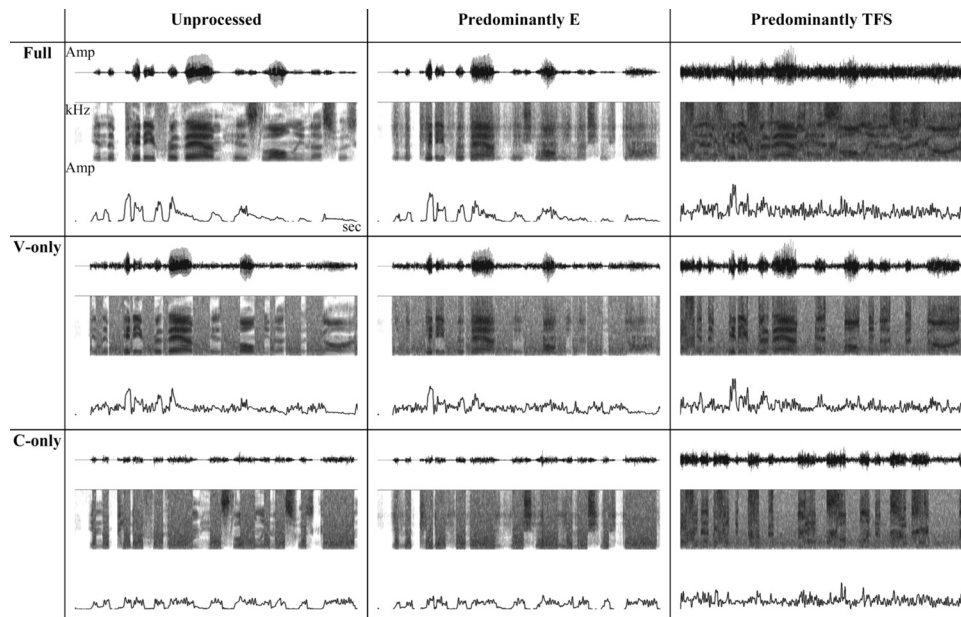 Unprocessed
Predominantly E
Predominantly TFS
Full
Amp
kHz
Amp
sec
V-only
C-only